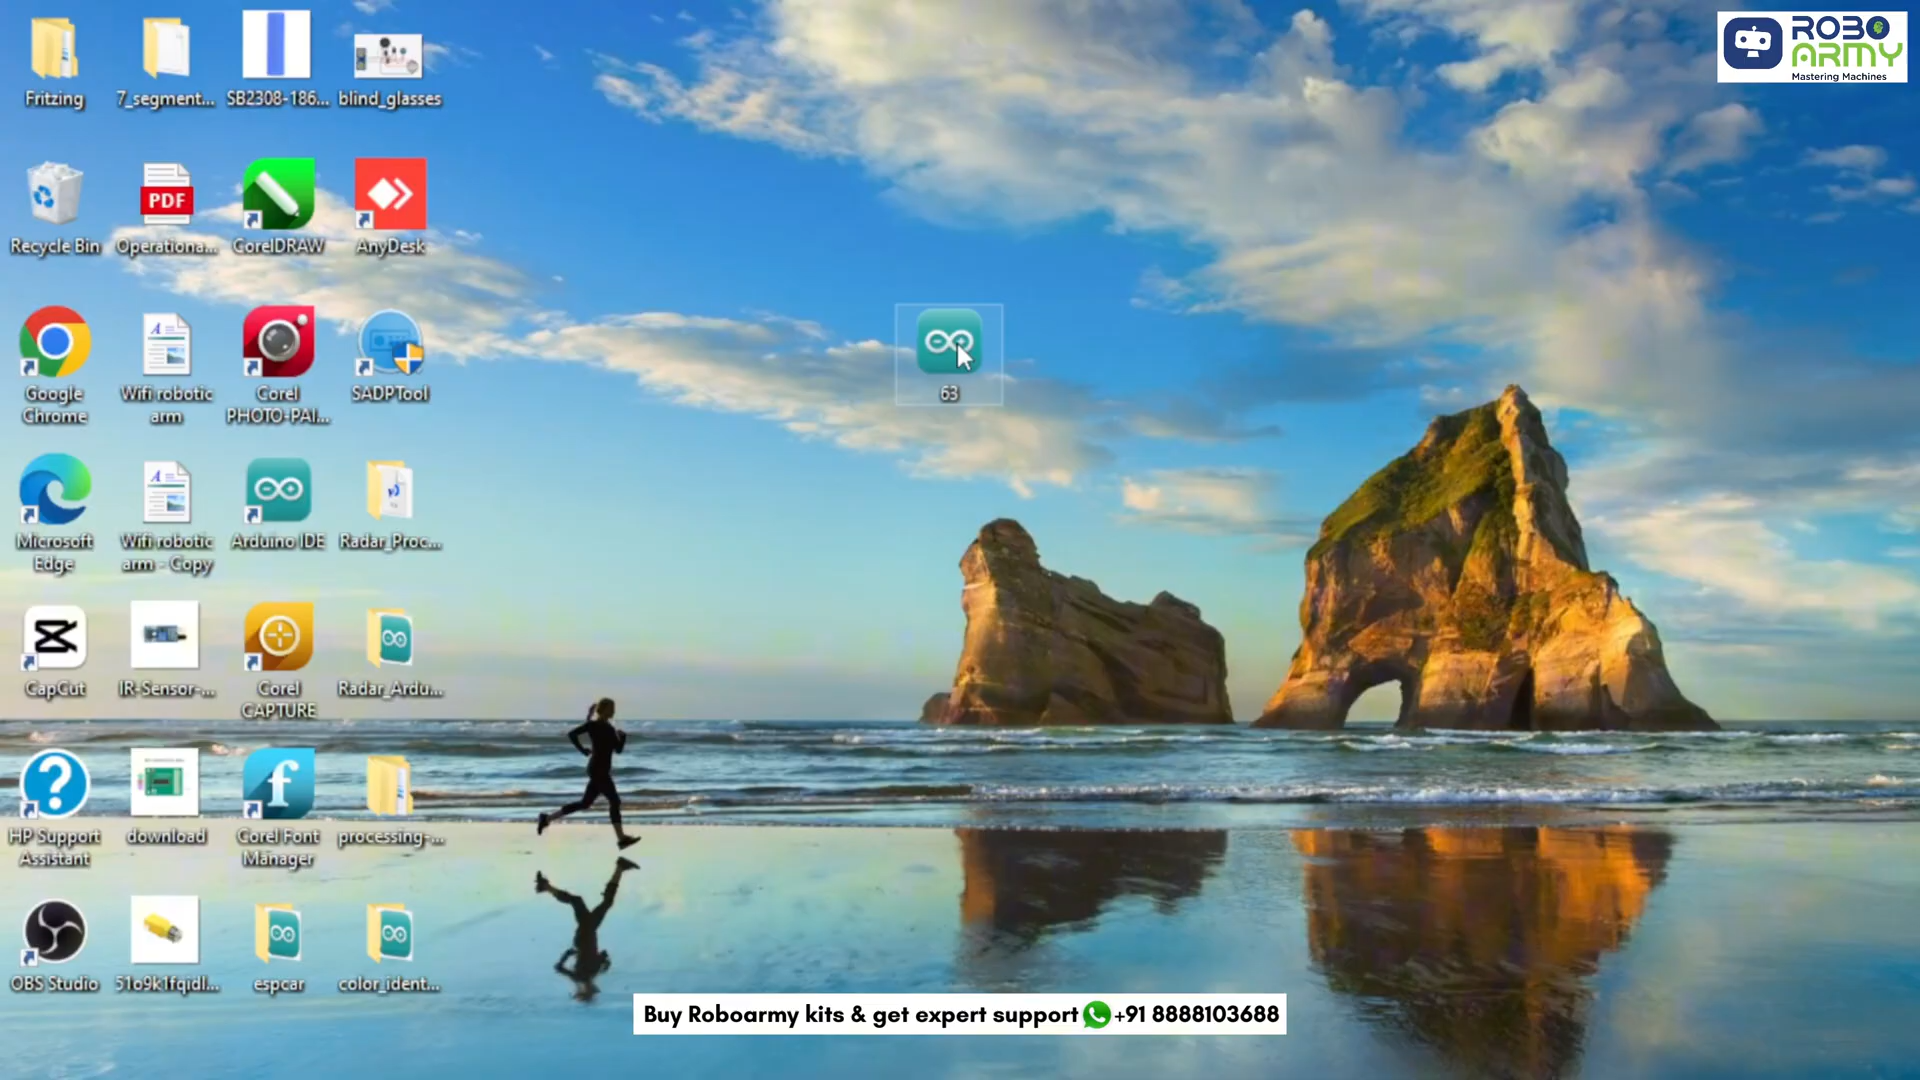 Fritzing
7_segment...
SB2308-186...
blind_glasses
ROBO
ARMY
Mastering Machines
Recycle Bin
PDF
Operationa...
CorelDRAW
AnyDesk
Google
Chrome
Wifi robotic
arm
Corel
PHOTO-PAI...
SADPTool
63
Microsoft
Edge
Wifi robotic
arm - Copy
Arduino IDE
Radar_Proc...
CapCut
IR-Sensor-...
Corel
CAPTURE
Radar_Ardu...
HP Support
Assistant
download
Corel Font
Manager
processing-...
OBS Studio
51o9k1fqidl...
espcar
color_ident...
Buy Roboarmy kits & get expert support +91 8888103688